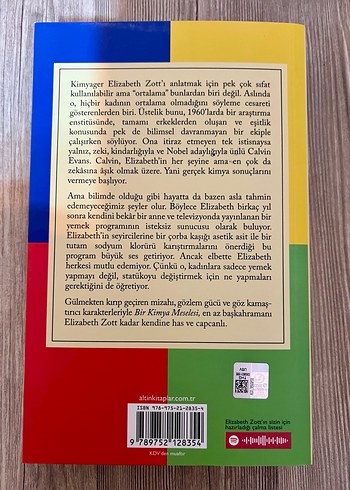 Kimyager Elizabeth Zott'ı anlatmak için pek çok sıfat
kullanılabilir ama "ortalama" bunlardan biri değil. Aslında
o, hiçbir kadının ortalama olmadığını söyleme cesareti
gösterenlerden biri. Üstelik bunu, 1960'larda bir araştırma
enstitüsünde, tamamı erkeklerden oluşan ve eşitlik
konusunda pek de bilimsel davranmayan bir ekiple
çalışırken söylüyor. Ona itiraz etmeyen tek istisnaysa
yalnız, zeki, kindarlığıyla ve Nobel adaylığıyla ünlü Calvin
Evans. Calvin, Elizabeth'in her şeyine ama -en çok da
zekâsına âşık olmak üzere. Yani gerçek kimya sonuçlarını
vermeye başlıyor.
Ama bilimde olduğu gibi hayatta da bazen asla tahmin
edemeyeceğimiz şeyler olur. Böylece Elizabeth birkaç yıl
sonra kendini bekâr bir anne ve televizyonda yayınlanan bir
yemek programının isteksiz sunucusu olarak buluyor.
Elizabeth'in seyircilerine bir çorba kaşığı asetik asit ile bir
tutam sodyum klorürü karıştırmalarını önerdiği bu
program büyük ses getiriyor. Ancak elbette Elizabeth
herkesi mutlu edemiyor. Çünkü o, kadınlara sadece yemek
yapmayı değil, statükoyu değiştirmek için ne yapmaları
gerektiğini de öğretiyor.
Gülmekten kırıp geçiren mizahı, gözlem gücü ve göz kamaş-
tırıcı karakterleriyle Bir Kimya Meselesi, en az başkahramanı
Elizabeth Zott kadar kendine has ve capcanlı.
altinkitaplar.com.tr
ISBN 978-975-21-2835-4
9 789752 128354
KDV'den muaftır
Elizabeth Zott'ın sizin için
hazırladığı çalma listesi